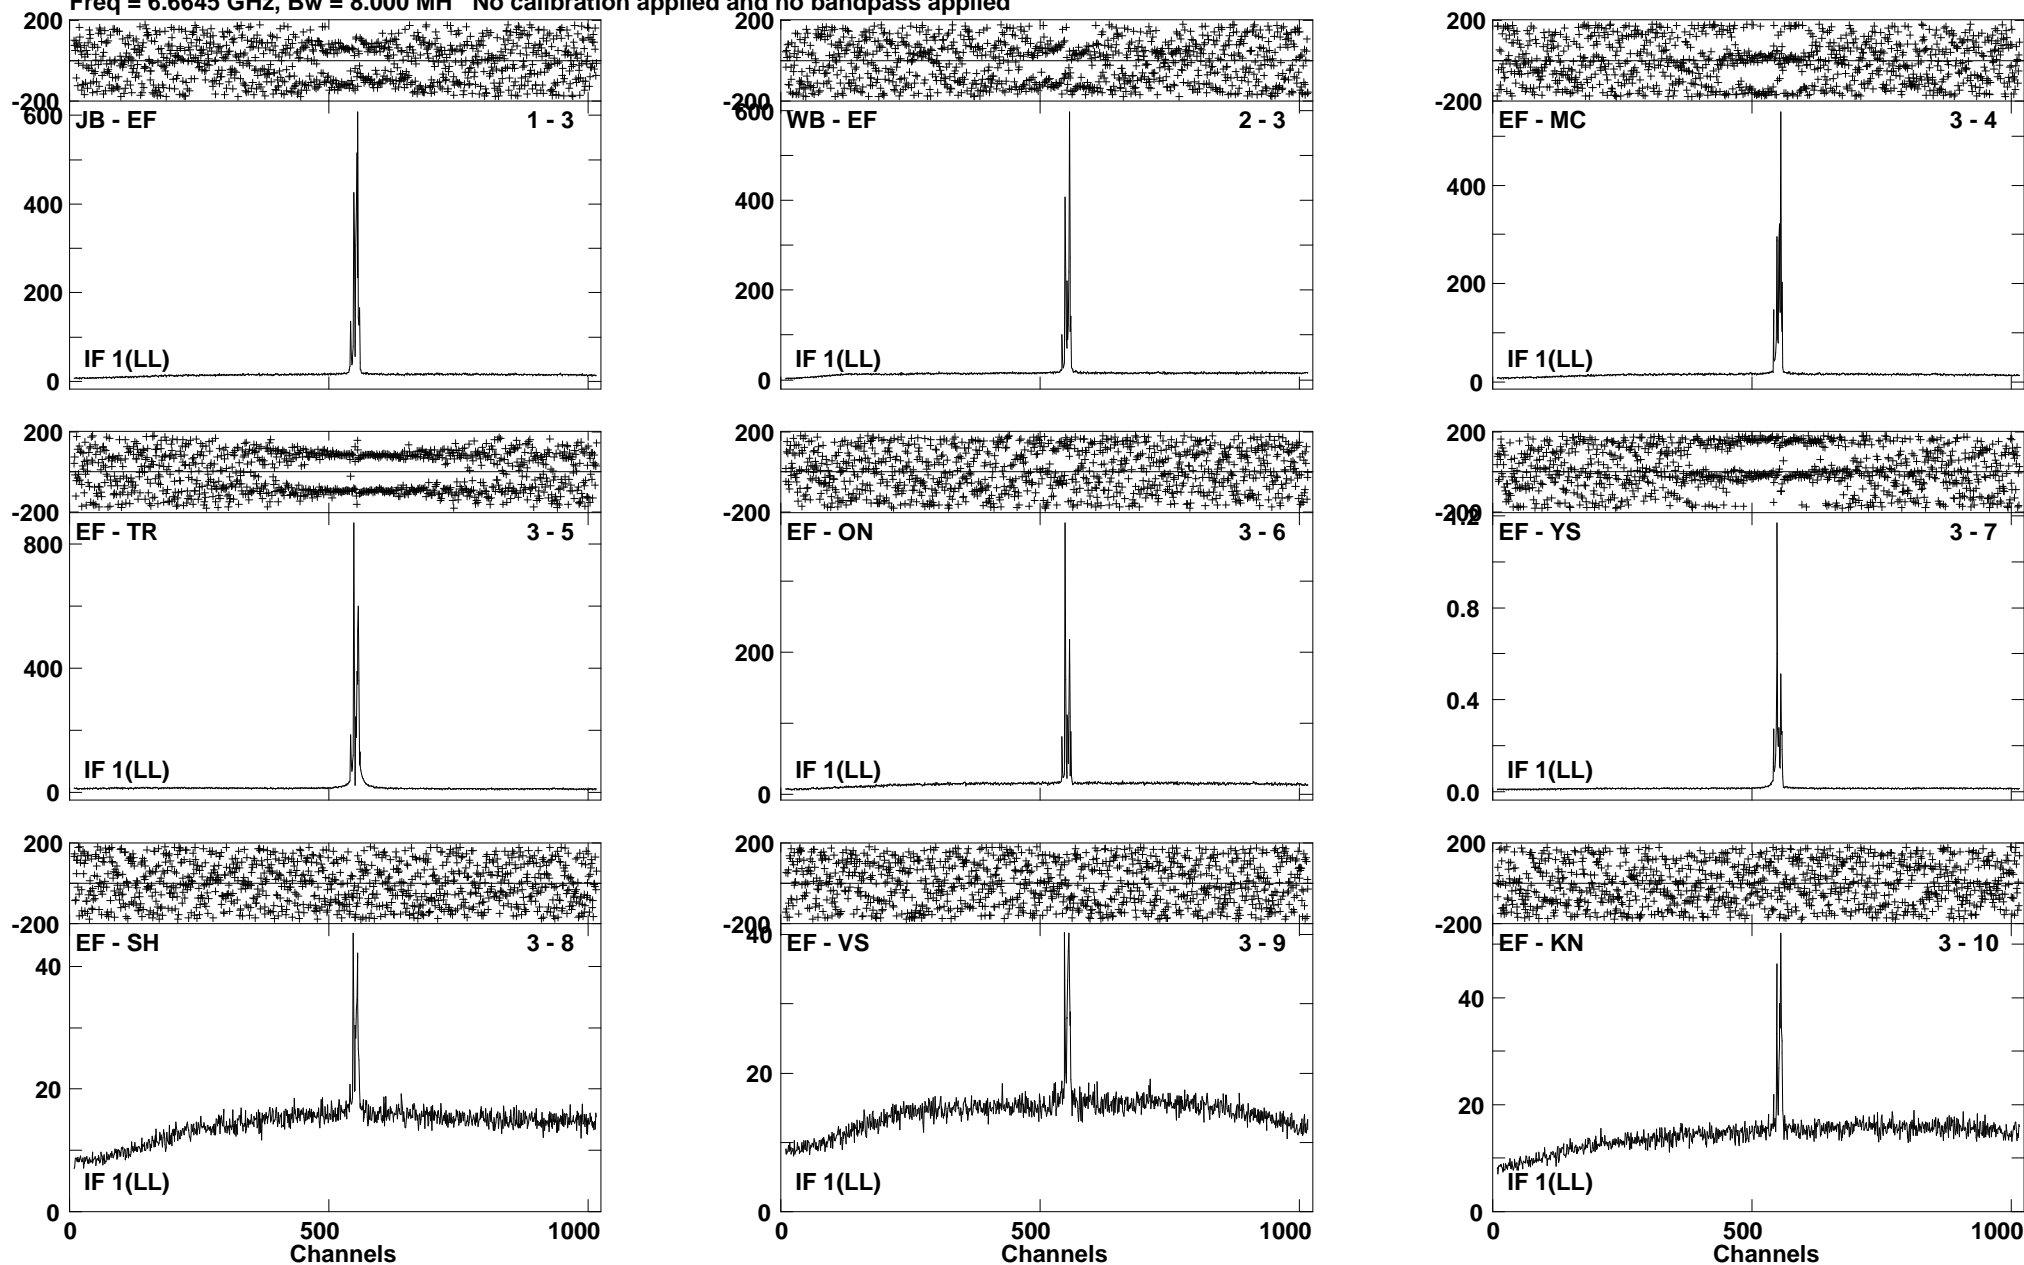 Freq = 6.6645 GHz, Bw = 8.000 MH No calibration applied and no bandpass applied
200
-200
600
400
200
0
JB - EF
1 - 3
IF 1(LL)
200
-200
600
400
200
0
WB - EF
2 - 3
IF 1(LL)
200
-200
400
200
0
EF - MC
3 - 4
IF 1(LL)
200
-200
800
400
0
EF - TR
3 - 5
IF 1(LL)
200
-200
200
0
EF - ON
3 - 6
IF 1(LL)
200
-200
1.2
0.8
0.4
0.0
EF - YS
3 - 7
IF 1(LL)
200
-200
40
20
0
EF - SH
3 - 8
IF 1(LL)
0 500 1000
Channels
200
-200
40
20
0
EF - VS
3 - 9
IF 1(LL)
0 500 1000
Channels
200
-200
40
20
0
EF - KN
3 - 10
IF 1(LL)
0 500 1000
Channels